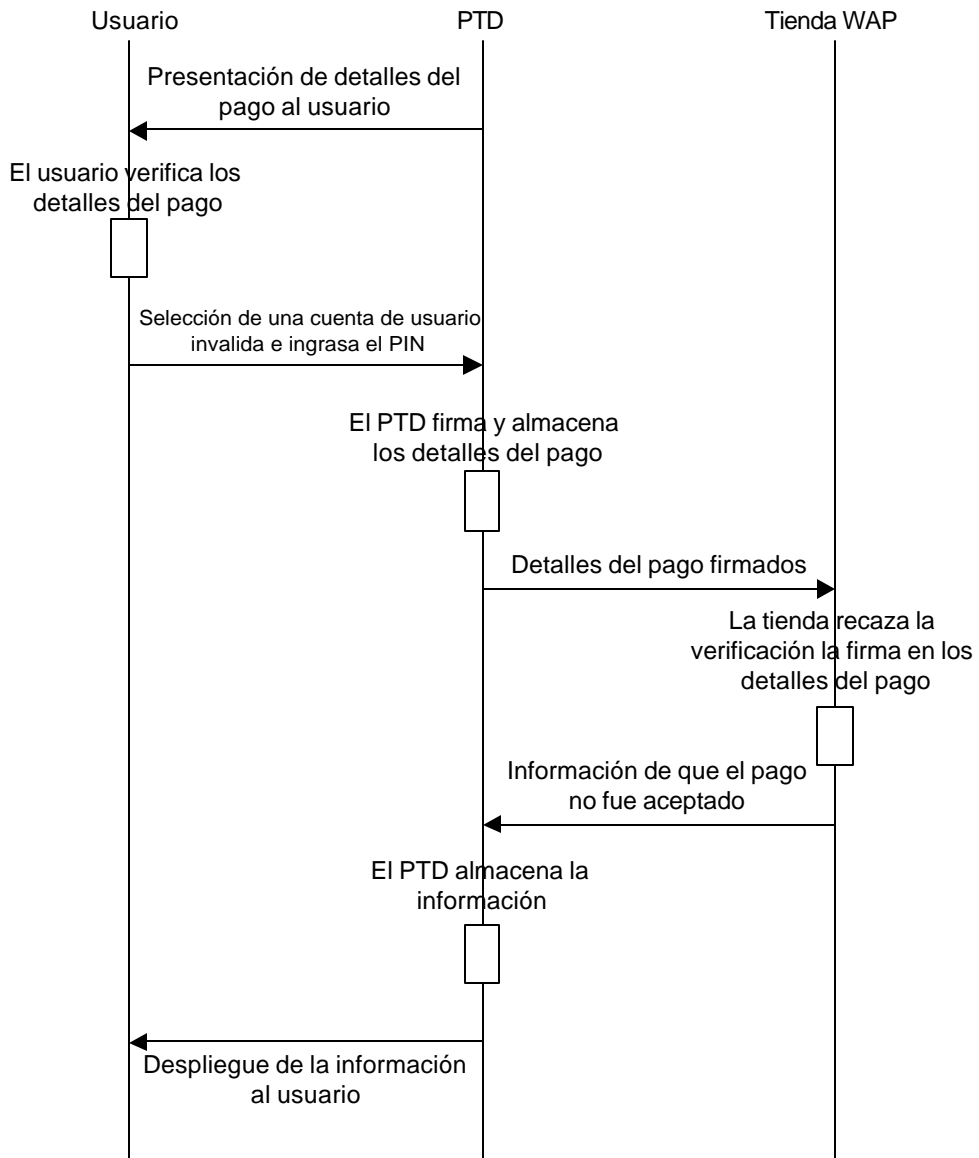 Usuario
PTD
Tienda WAP
Presentación de detalles del
pago al usuario
El usuario verifica los
detalles del pago
Selección de una cuenta de usuario
invalida e ingrasa el PIN
El PTD firma y almacena
los detalles del pago
Detalles del pago firmados
La tienda recaza la
verificación la firma en los
detalles del pago
Información de que el pago
no fue aceptado
El PTD almacena la
información
Despliegue de la información
al usuario